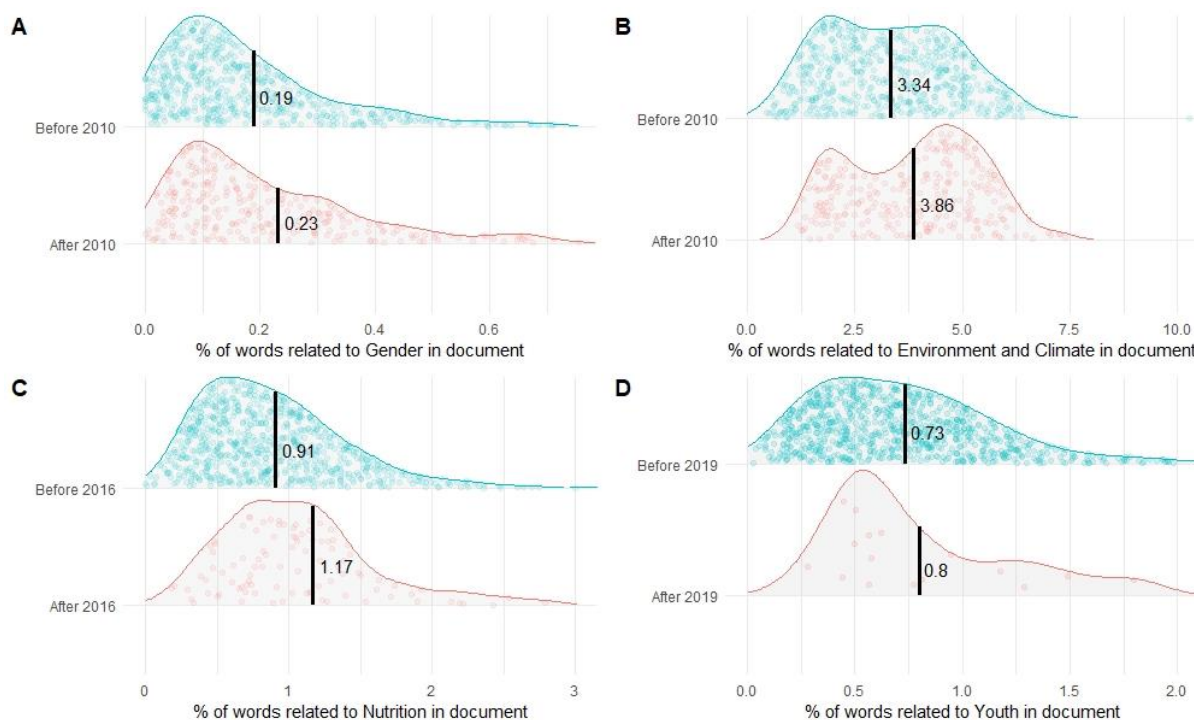 A
0.19
Before 2010
0.23
After 2010
0.0 0.2 0.4 0.6
% of words related to Gender in document
B
3.34
Before 2010
3.86
After 2010
0.0 2.5 5.0 7.5 10.0
% of words related to Environment and Climate in document
C
0.91
Before 2016
1.17
After 2016
0 1 2 3
% of words related to Nutrition in document
D
0.73
Before 2019
0.8
After 2019
0.0 0.5 1.0 1.5 2.0
% of words related to Youth in document